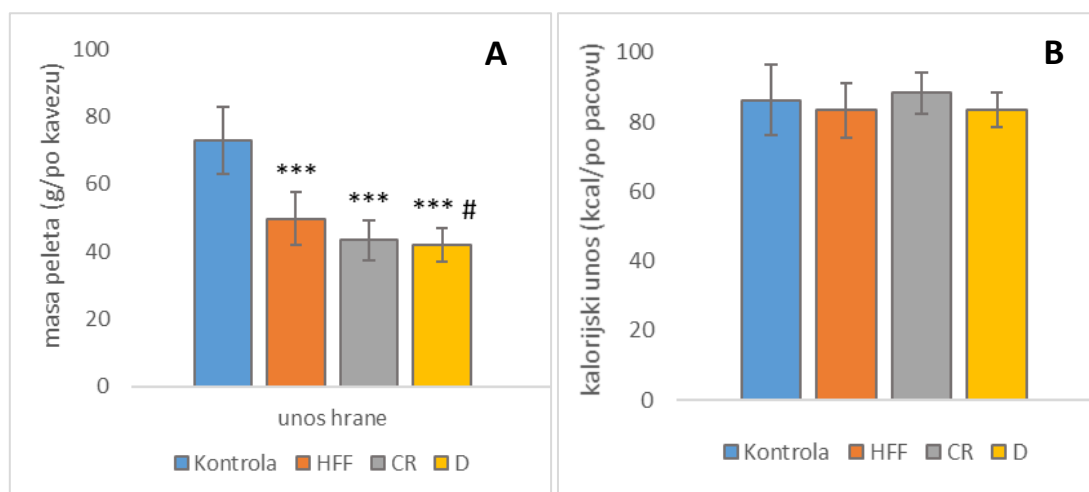 A
masa peleta (g/po kavezu)
100
80
60
40
20
0
***
***
*** #
unos hrane
Kontrola HFF CR D
B
kalorijski unos (kcal/po pacovu)
100
80
60
40
20
0
Kontrola HFF CR D